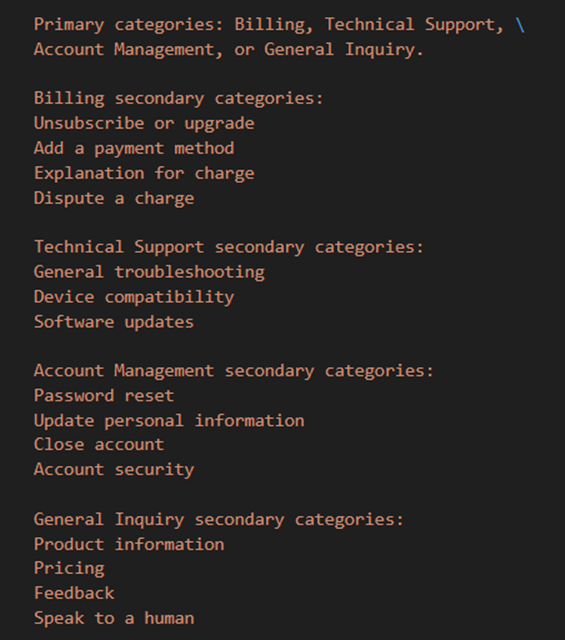 Primary categories: Billing, Technical Support, \
Account Management, or General Inquiry.
Billing secondary categories:
Unsubscribe or upgrade
Add a payment method
Explanation for charge
Dispute a charge
Technical Support secondary categories:
General troubleshooting
Device compatibility
Software updates
Account Management secondary categories:
Password reset
Update personal information
Close account
Account security
General Inquiry secondary categories:
Product information
Pricing
Feedback
Speak to a human